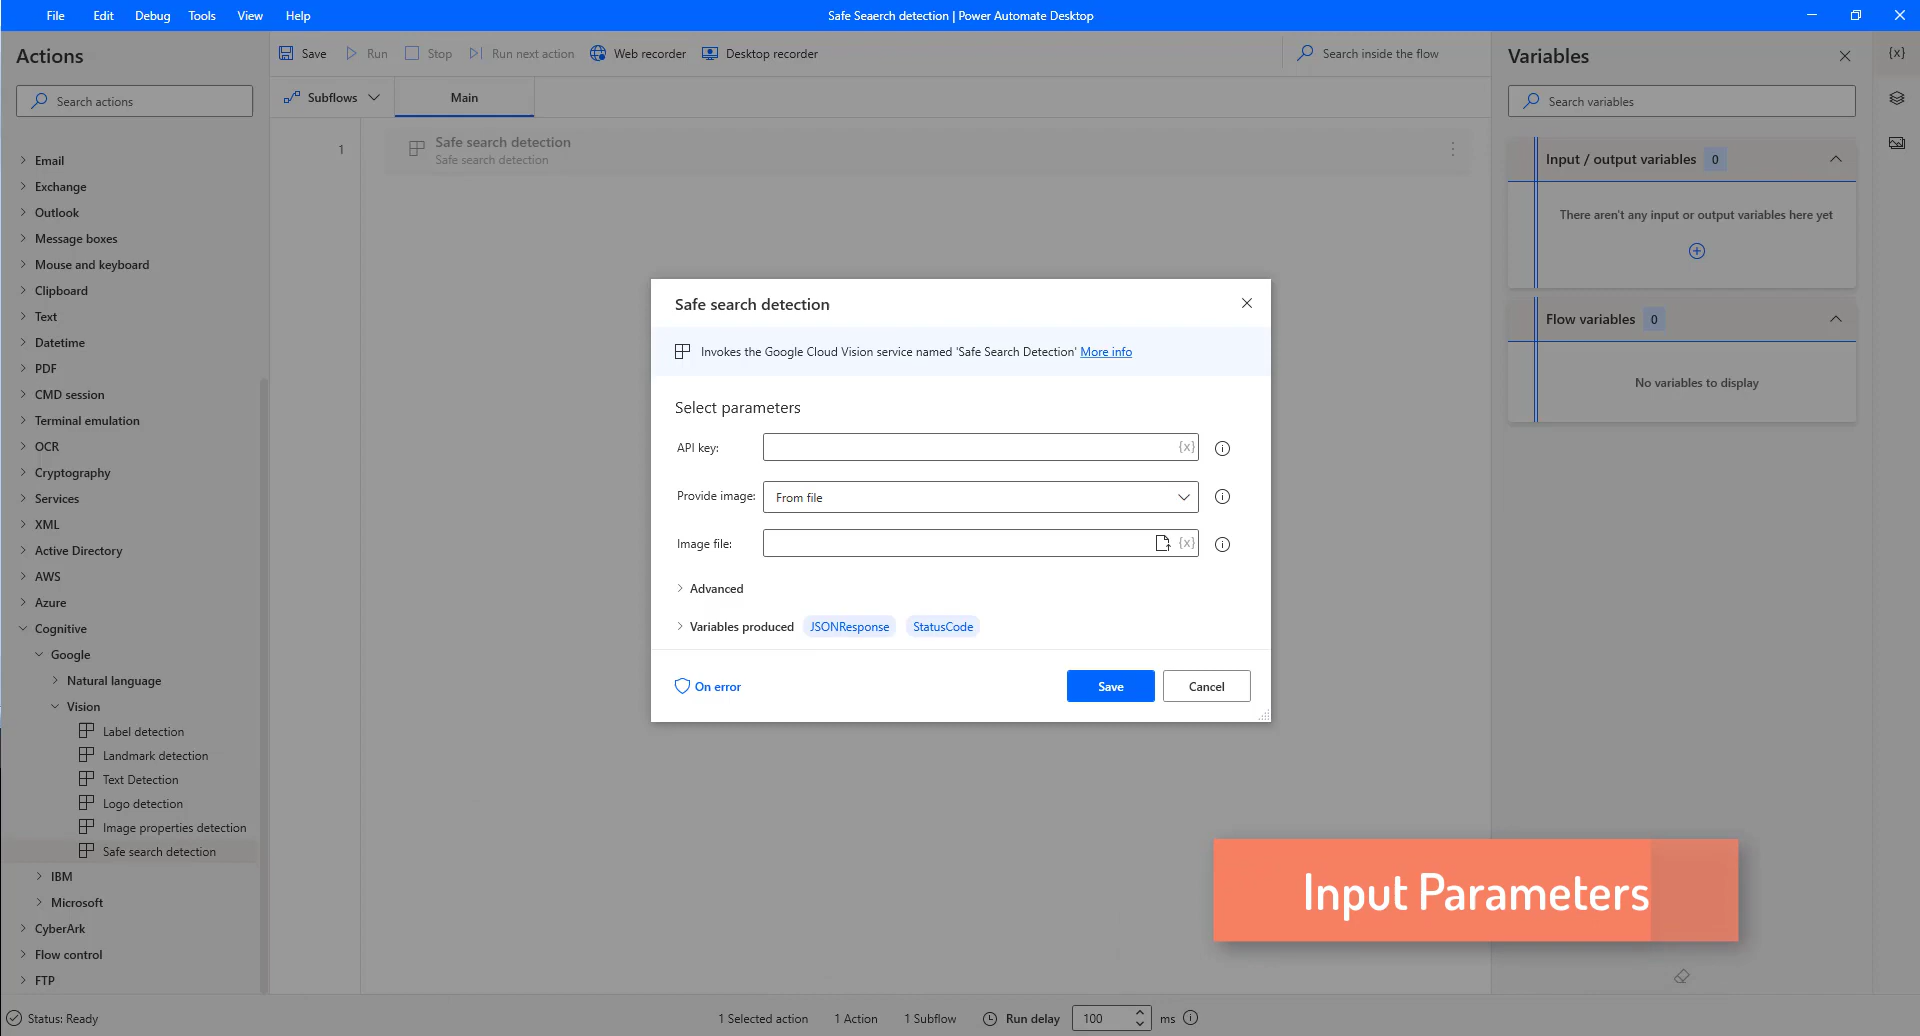 File Edit Debug Tools View Help
Safe Seaerch detection | Power Automate Desktop
Actions
Search actions
Email
Exchange
Outlook
Message boxes
Mouse and keyboard
Clipboard
Text
Datetime
PDF
CMD session
Terminal emulation
OCR
Cryptography
Services
XML
Active Directory
AWS
Azure
Cognitive
Google
Natural language
Vision
Label detection
Landmark detection
Text Detection
Logo detection
Image properties detection
Safe search detection
IBM
Microsoft
CyberArk
Flow control
FTP
Save Run Stop Run next action Web recorder Desktop recorder
Search inside the flow
Subflows Main
1
Safe search detection
Safe search detection
Safe search detection
Invokes the Google Cloud Vision service named 'Safe Search Detection' More info
Select parameters
API key: {x}
Provide image: From file
Image file: {x}
Advanced
Variables produced JSONResponse StatusCode
On error Save Cancel
Variables
{x}
Search variables
Input / output variables 0
There aren't any input or output variables here yet
Flow variables 0
No variables to display
Input Parameters
Status: Ready 1 Selected action 1 Action 1 Subflow Run delay 100 ms